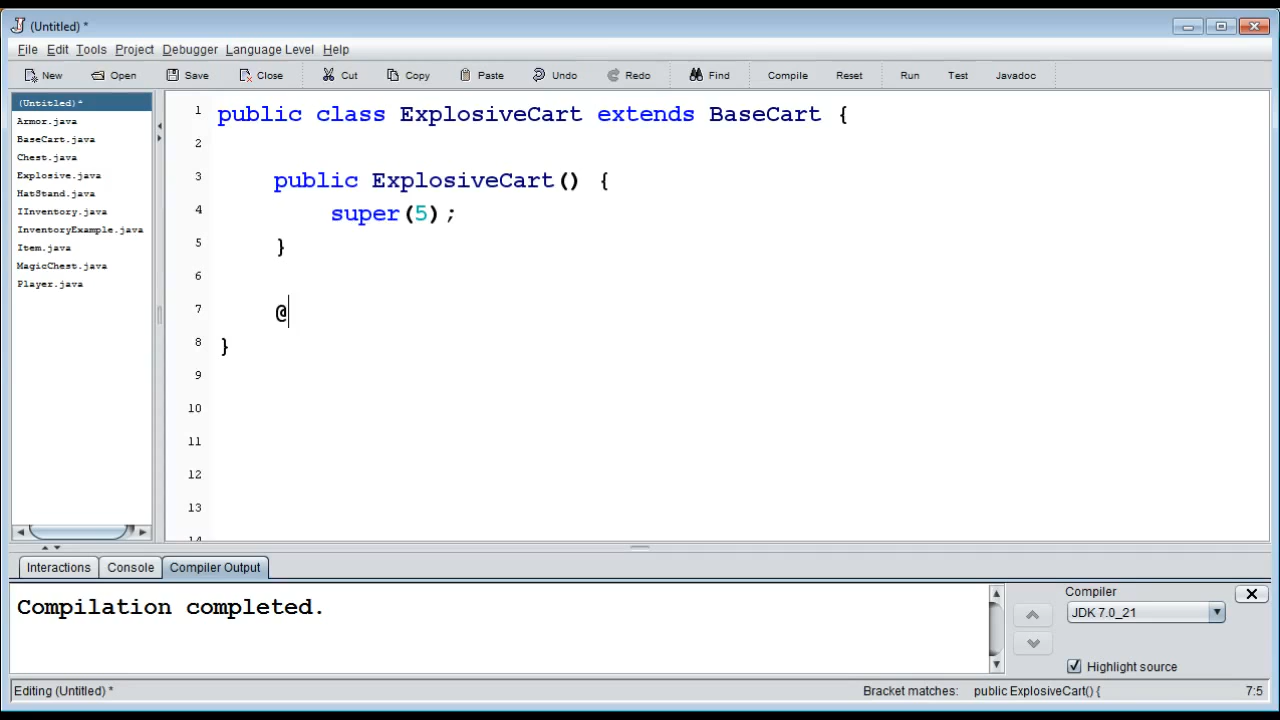 (Untitled) *
File Edit Tools Project Debugger Language Level Help
New Open Save Close Cut Copy Paste Undo Redo Find Compile Reset Run Test Javadoc
(Untitled) *
Armor.java
BaseCart.java
Chest.java
Explosive.java
HatStand.java
IInventory.java
InventoryExample.java
Item.java
MagicChest.java
Player.java
1 public class ExplosiveCart extends BaseCart {
2
3 public ExplosiveCart() {
4 super(5);
5 }
6
7 @
8 }
9
10
11
12
13
14
Interactions Console Compiler Output
Compilation completed.
Compiler
JDK 7.0_21
Highlight source
Editing (Untitled) * Bracket matches: public ExplosiveCart() { 7:5